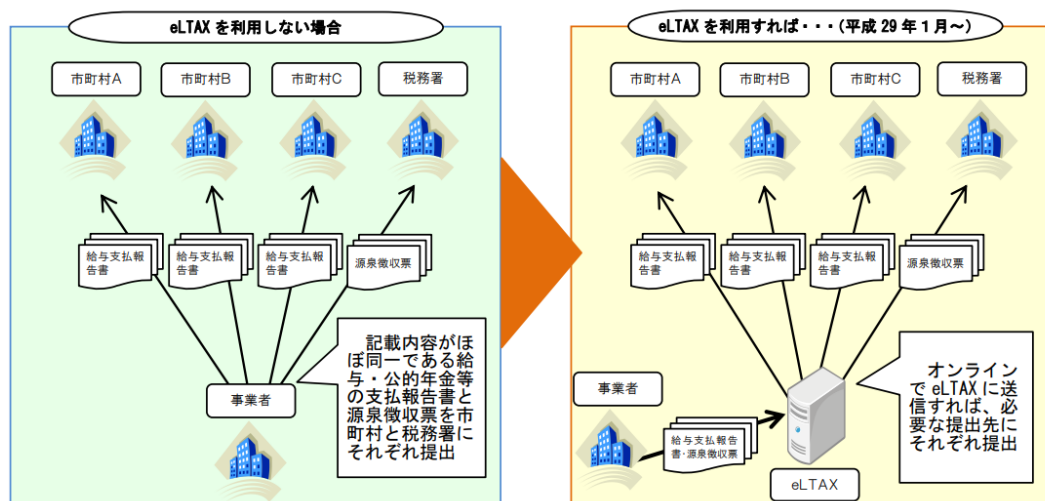 eLTAX を利用しない場合
市町村A
市町村B
市町村C
税務署
給与支払報
告書
給与支払報
告書
給与支払報
告書
源泉徴収票
記載内容がほ
ぼ同一である給
与・公的年金等
の支払報告書と
源泉徴収票を市
町村と税務署に
それぞれ提出
事業者
eLTAX を利用すれば・・・(平成 29 年 1 月~)
市町村A
市町村B
市町村C
税務署
給与支払報
告書
給与支払報
告書
給与支払報
告書
源泉徴収票
オンライン
で eLTAX に送
信すれば、必
要な提出先に
それぞれ提出
事業者
給与支払報告
書・源泉徴収票
eLTAX